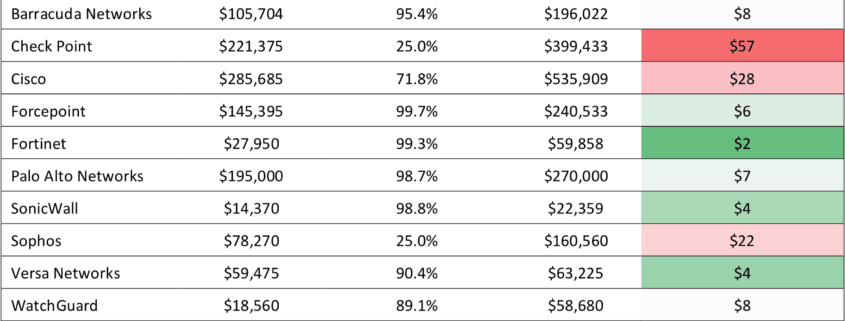 Barracuda Networks $105,704 95.4% $196,022 $8
Check Point $221,375 25.0% $399,433 $57
Cisco $285,685 71.8% $535,909 $28
Forcepoint $145,395 99.7% $240,533 $6
Fortinet $27,950 99.3% $59,858 $2
Palo Alto Networks $195,000 98.7% $270,000 $7
SonicWall $14,370 98.8% $22,359 $4
Sophos $78,270 25.0% $160,560 $22
Versa Networks $59,475 90.4% $63,225 $4
WatchGuard $18,560 89.1% $58,680 $8